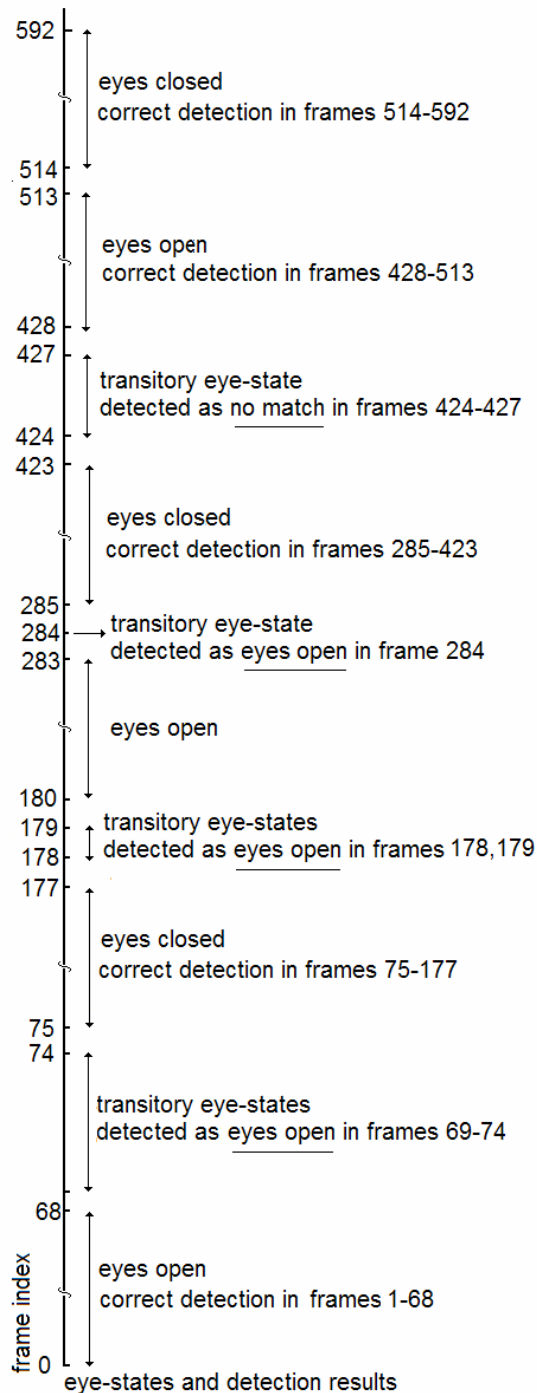 592
eyes closed
correct detection in frames 514-592
514
513
eyes open
correct detection in frames 428-513
428
427
transitory eye-state
detected as no match in frames 424-427
424
423
eyes closed
correct detection in frames 285-423
285
284
transitory eye-state
detected as eyes open in frame 284
283
eyes open
180
179
transitory eye-states
detected as eyes open in frames 178,179
178
177
eyes closed
correct detection in frames 75-177
75
74
transitory eye-states
detected as eyes open in frames 69-74
68
eyes open
correct detection in frames 1-68
frame index
0
eye-states and detection results